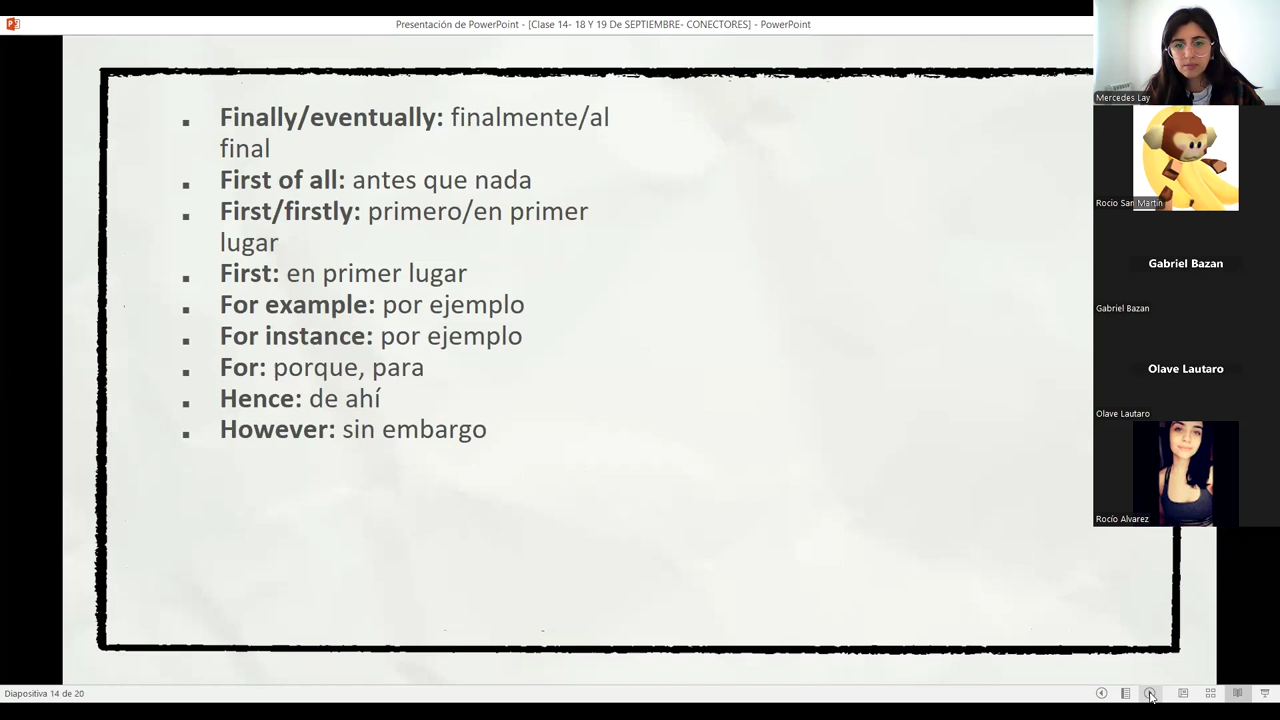 Presentación de PowerPoint - [Clase 14- 18 Y 19 De SEPTIEMBRE- CONECTORES] - PowerPoint
▪ Finally/eventually: finalmente/al
final
▪ First of all: antes que nada
▪ First/firstly: primero/en primer
lugar
▪ First: en primer lugar
▪ For example: por ejemplo
▪ For instance: por ejemplo
▪ For: porque, para
▪ Hence: de ahí
▪ However: sin embargo
Mercedes Lay
Rocio San Martin
Gabriel Bazan
Gabriel Bazan
Olave Lautaro
Olave Lautaro
Rocío Alvarez
Diapositiva 14 de 20